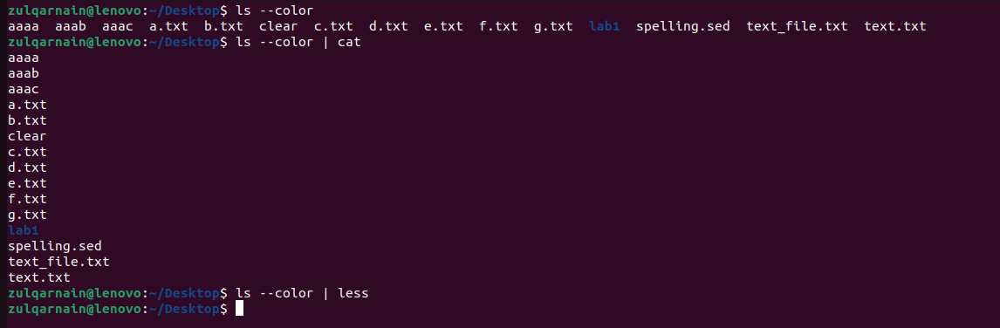 zulqarnain@lenovo:~/Desktop$ ls --color
aaaa  aaab  aaac  a.txt  b.txt  clear  c.txt  d.txt  e.txt  f.txt  g.txt  lab1  spelling.sed  text_file.txt  text.txt
zulqarnain@lenovo:~/Desktop$ ls --color | cat
aaaa
aaab
aaac
a.txt
b.txt
clear
c.txt
d.txt
e.txt
f.txt
g.txt
lab1
spelling.sed
text_file.txt
text.txt
zulqarnain@lenovo:~/Desktop$ ls --color | less
zulqarnain@lenovo:~/Desktop$